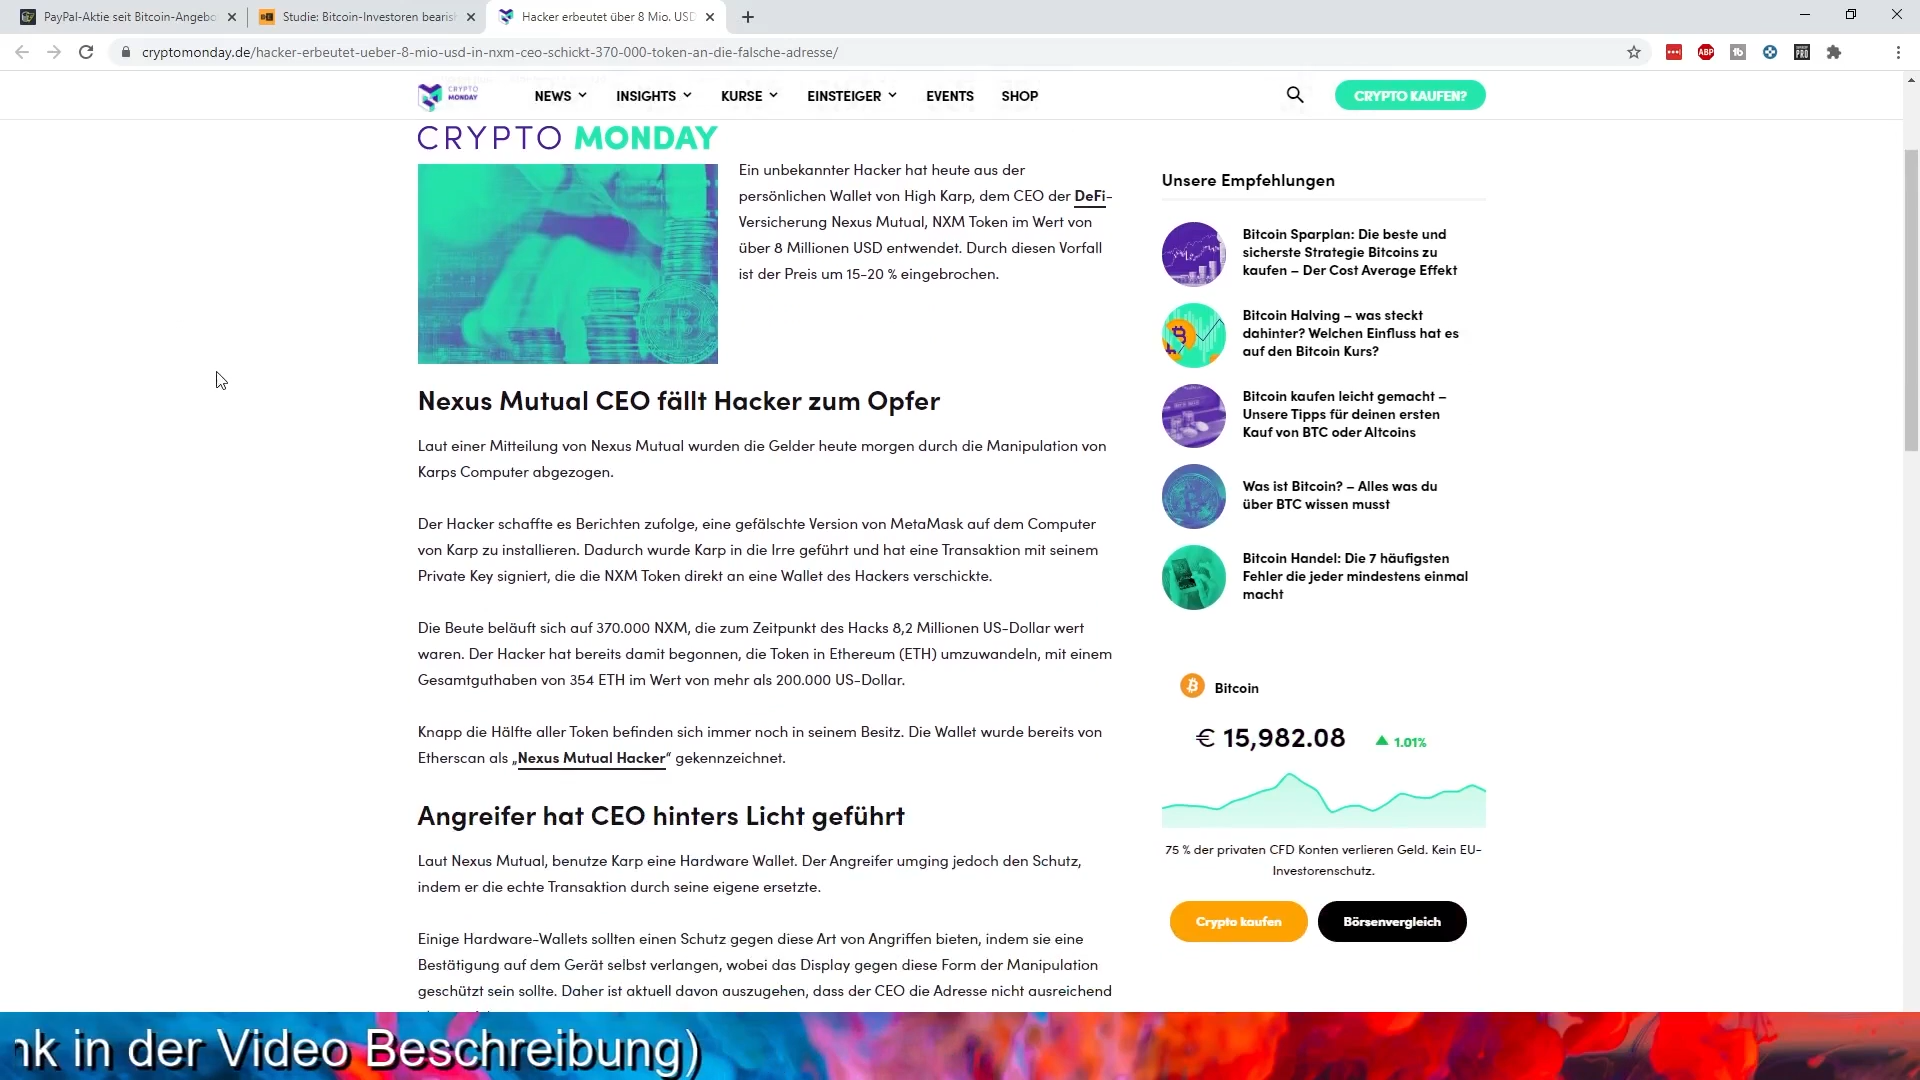 PayPal-Aktie seit Bitcoin-Angebo
Studie: Bitcoin-Investoren bearish
Hacker erbeutet über 8 Mio. USD
cryptomonday.de/hacker-erbeutet-ueber-8-mio-usd-in-nxm-ceo-schickt-370-000-token-an-die-falsche-adresse/
ABP
PRO
CRYPTO
MONDAY
NEWS
INSIGHTS
KURSE
EINSTEIGER
EVENTS
SHOP
CRYPTO KAUFEN?
CRYPTO MONDAY
Ein unbekannter Hacker hat heute aus der
persönlichen Wallet von High Karp, dem CEO der DeFi-
Versicherung Nexus Mutual, NXM Token im Wert von
über 8 Millionen USD entwendet. Durch diesen Vorfall
ist der Preis um 15-20 % eingebrochen.
Nexus Mutual CEO fällt Hacker zum Opfer
Laut einer Mitteilung von Nexus Mutual wurden die Gelder heute morgen durch die Manipulation von
Karps Computer abgezogen.
Der Hacker schaffte es Berichten zufolge, eine gefälschte Version von MetaMask auf dem Computer
von Karp zu installieren. Dadurch wurde Karp in die Irre geführt und hat eine Transaktion mit seinem
Private Key signiert, die die NXM Token direkt an eine Wallet des Hackers verschickte.
Die Beute beläuft sich auf 370.000 NXM, die zum Zeitpunkt des Hacks 8,2 Millionen US-Dollar wert
waren. Der Hacker hat bereits damit begonnen, die Token in Ethereum (ETH) umzuwandeln, mit einem
Gesamtguthaben von 354 ETH im Wert von mehr als 200.000 US-Dollar.
Knapp die Hälfte aller Token befinden sich immer noch in seinem Besitz. Die Wallet wurde bereits von
Etherscan als „Nexus Mutual Hacker“ gekennzeichnet.
Angreifer hat CEO hinters Licht geführt
Laut Nexus Mutual, benutze Karp eine Hardware Wallet. Der Angreifer umging jedoch den Schutz,
indem er die echte Transaktion durch seine eigene ersetzte.
Einige Hardware-Wallets sollten einen Schutz gegen diese Art von Angriffen bieten, indem sie eine
Bestätigung auf dem Gerät selbst verlangen, wobei das Display gegen diese Form der Manipulation
geschützt sein sollte. Daher ist aktuell davon auszugehen, dass der CEO die Adresse nicht ausreichend
Unsere Empfehlungen
Bitcoin Sparplan: Die beste und
sicherste Strategie Bitcoins zu
kaufen – Der Cost Average Effekt
Bitcoin Halving – was steckt
dahinter? Welchen Einfluss hat es
auf den Bitcoin Kurs?
Bitcoin kaufen leicht gemacht –
Unsere Tipps für deinen ersten
Kauf von BTC oder Altcoins
Was ist Bitcoin? – Alles was du
über BTC wissen musst
Bitcoin Handel: Die 7 häufigsten
Fehler die jeder mindestens einmal
macht
Bitcoin
€ 15,982.08
1.01%
75 % der privaten CFD Konten verlieren Geld. Kein EU-
Investorenschutz.
Crypto kaufen
Börsenvergleich
nk in der Video Beschreibung)